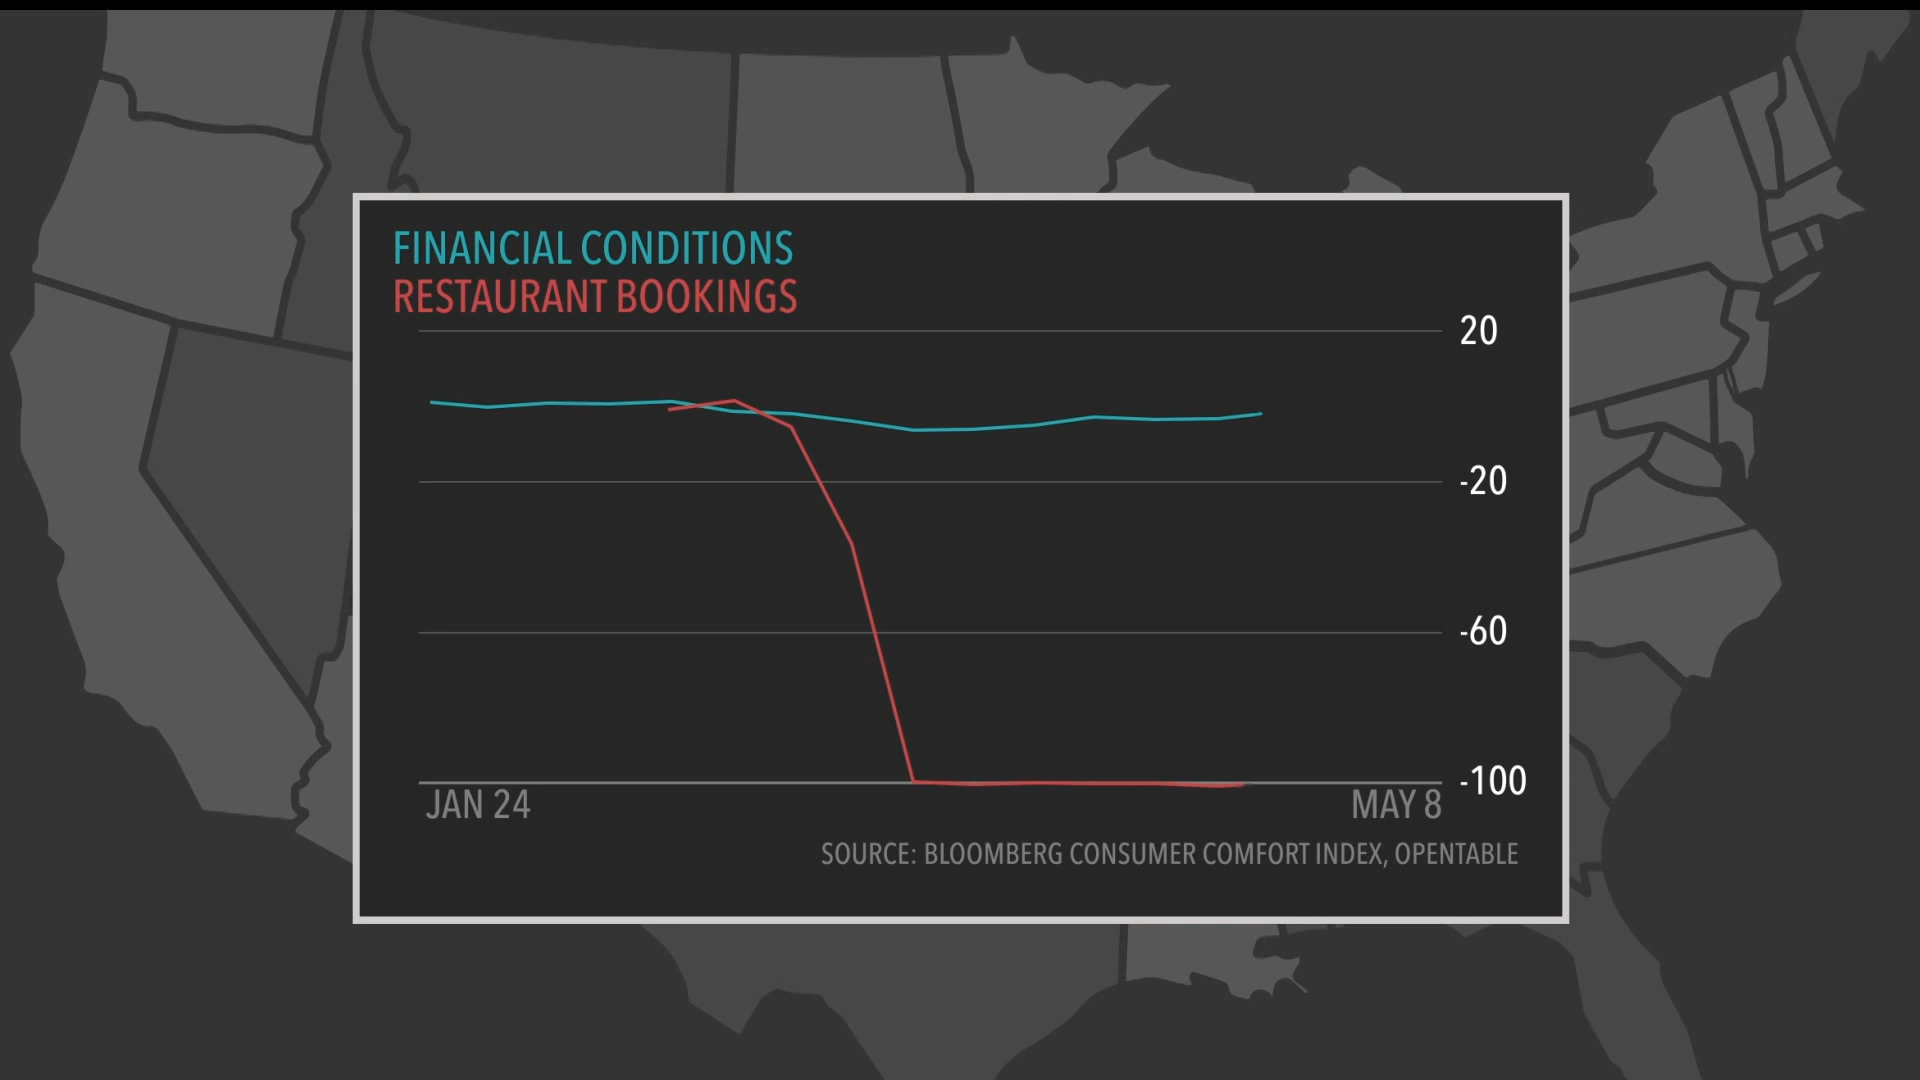 FINANCIAL CONDITIONS
RESTAURANT BOOKINGS
20
-20
-60
-100
JAN 24 MAY 8
SOURCE: BLOOMBERG CONSUMER COMFORT INDEX, OPENTABLE